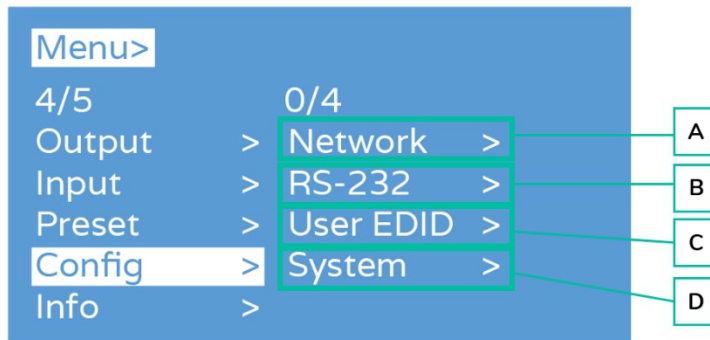 Menu>
4/5 0/4
Output > Network > A
Input > RS-232 > B
Preset > User EDID > C
Config > System > D
Info >